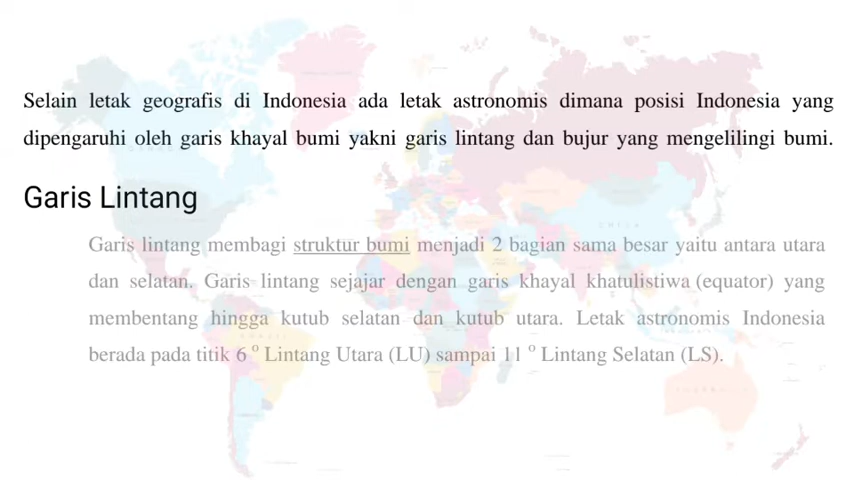 Selain letak geografis di Indonesia ada letak astronomis dimana posisi Indonesia yang
dipengaruhi oleh garis khayal bumi yakni garis lintang dan bujur yang mengelilingi bumi.
Garis Lintang
Garis lintang membagi struktur bumi menjadi 2 bagian sama besar yaitu antara utara
dan selatan. Garis lintang sejajar dengan garis khayal khatulistiwa (equator) yang
membentang hingga kutub selatan dan kutub utara. Letak astronomis Indonesia
berada pada titik 6 º Lintang Utara (LU) sampai 11 º Lintang Selatan (LS).